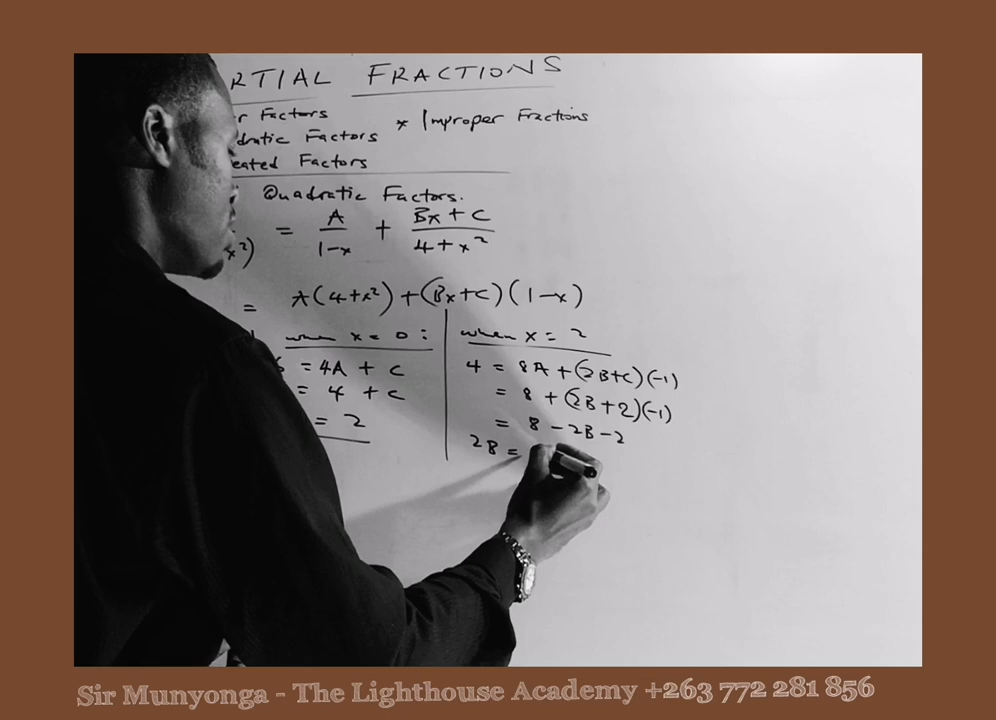 RTIAL FRACTIONS
r Factors
* Improper Fractions
dratic Factors
eated Factors
Quadratic Factors.
x²) = A/(1-x) + (Bx + C)/(4 + x²)
= A(4+x²) + (Bx+C)(1-x)
when x = 0 :
6 = 4A + C
= 4 + C
= 2
when x = 2
4 = 8A + (2B+C)(-1)
= 8 + (2B+2)(-1)
= 8 - 2B - 2
2B =
Sir Munyonga - The Lighthouse Academy +263 772 281 856